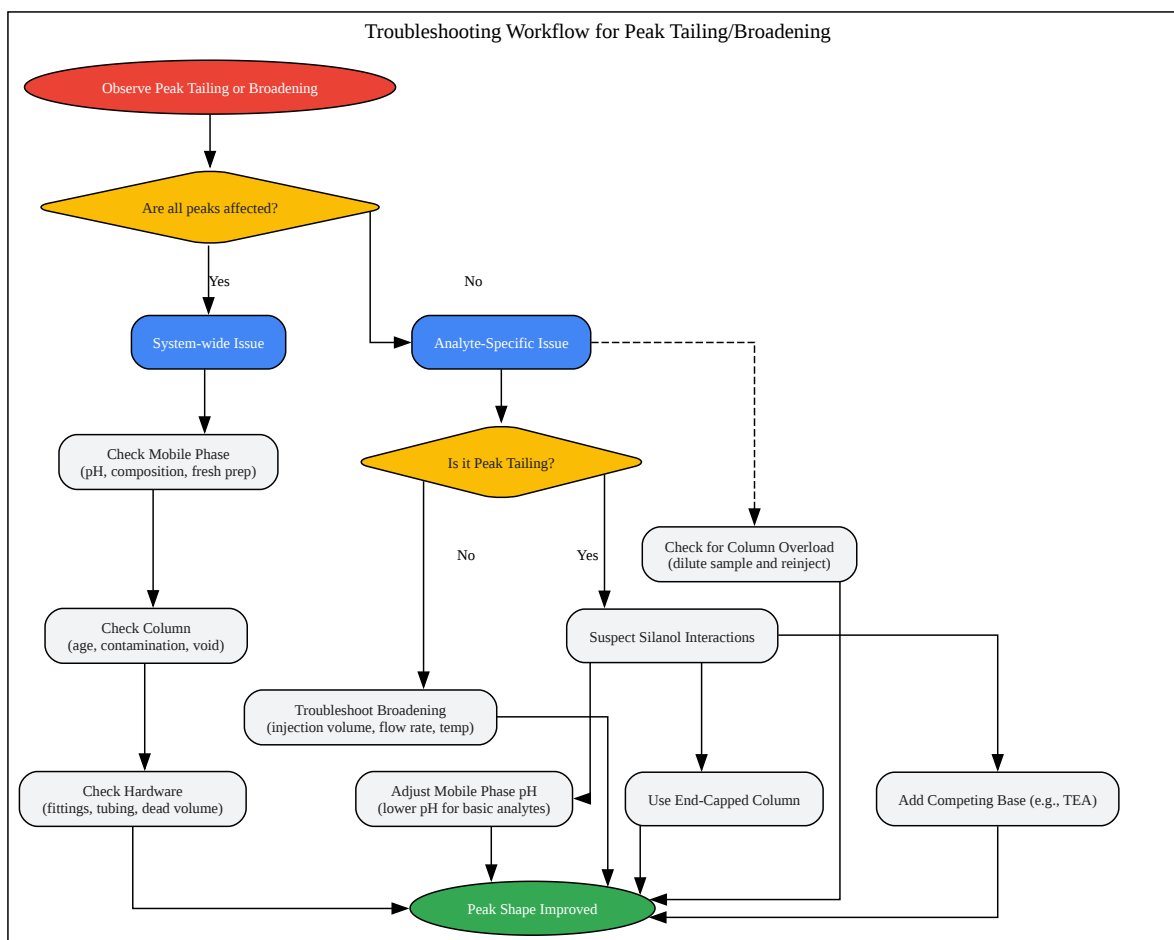 Troubleshooting Workflow for Peak Tailing/Broadening
Observe Peak Tailing or Broadening
Are all peaks affected?
Yes
No
System-wide Issue
Analyte-Specific Issue
Check Mobile Phase
(pH, composition, fresh prep)
Is it Peak Tailing?
No
Yes
Check for Column Overload
(dilute sample and reinject)
Check Column
(age, contamination, void)
Suspect Silanol Interactions
Troubleshoot Broadening
(injection volume, flow rate, temp)
Check Hardware
(fittings, tubing, dead volume)
Adjust Mobile Phase pH
(lower pH for basic analytes)
Use End-Capped Column
Add Competing Base (e.g., TEA)
Peak Shape Improved